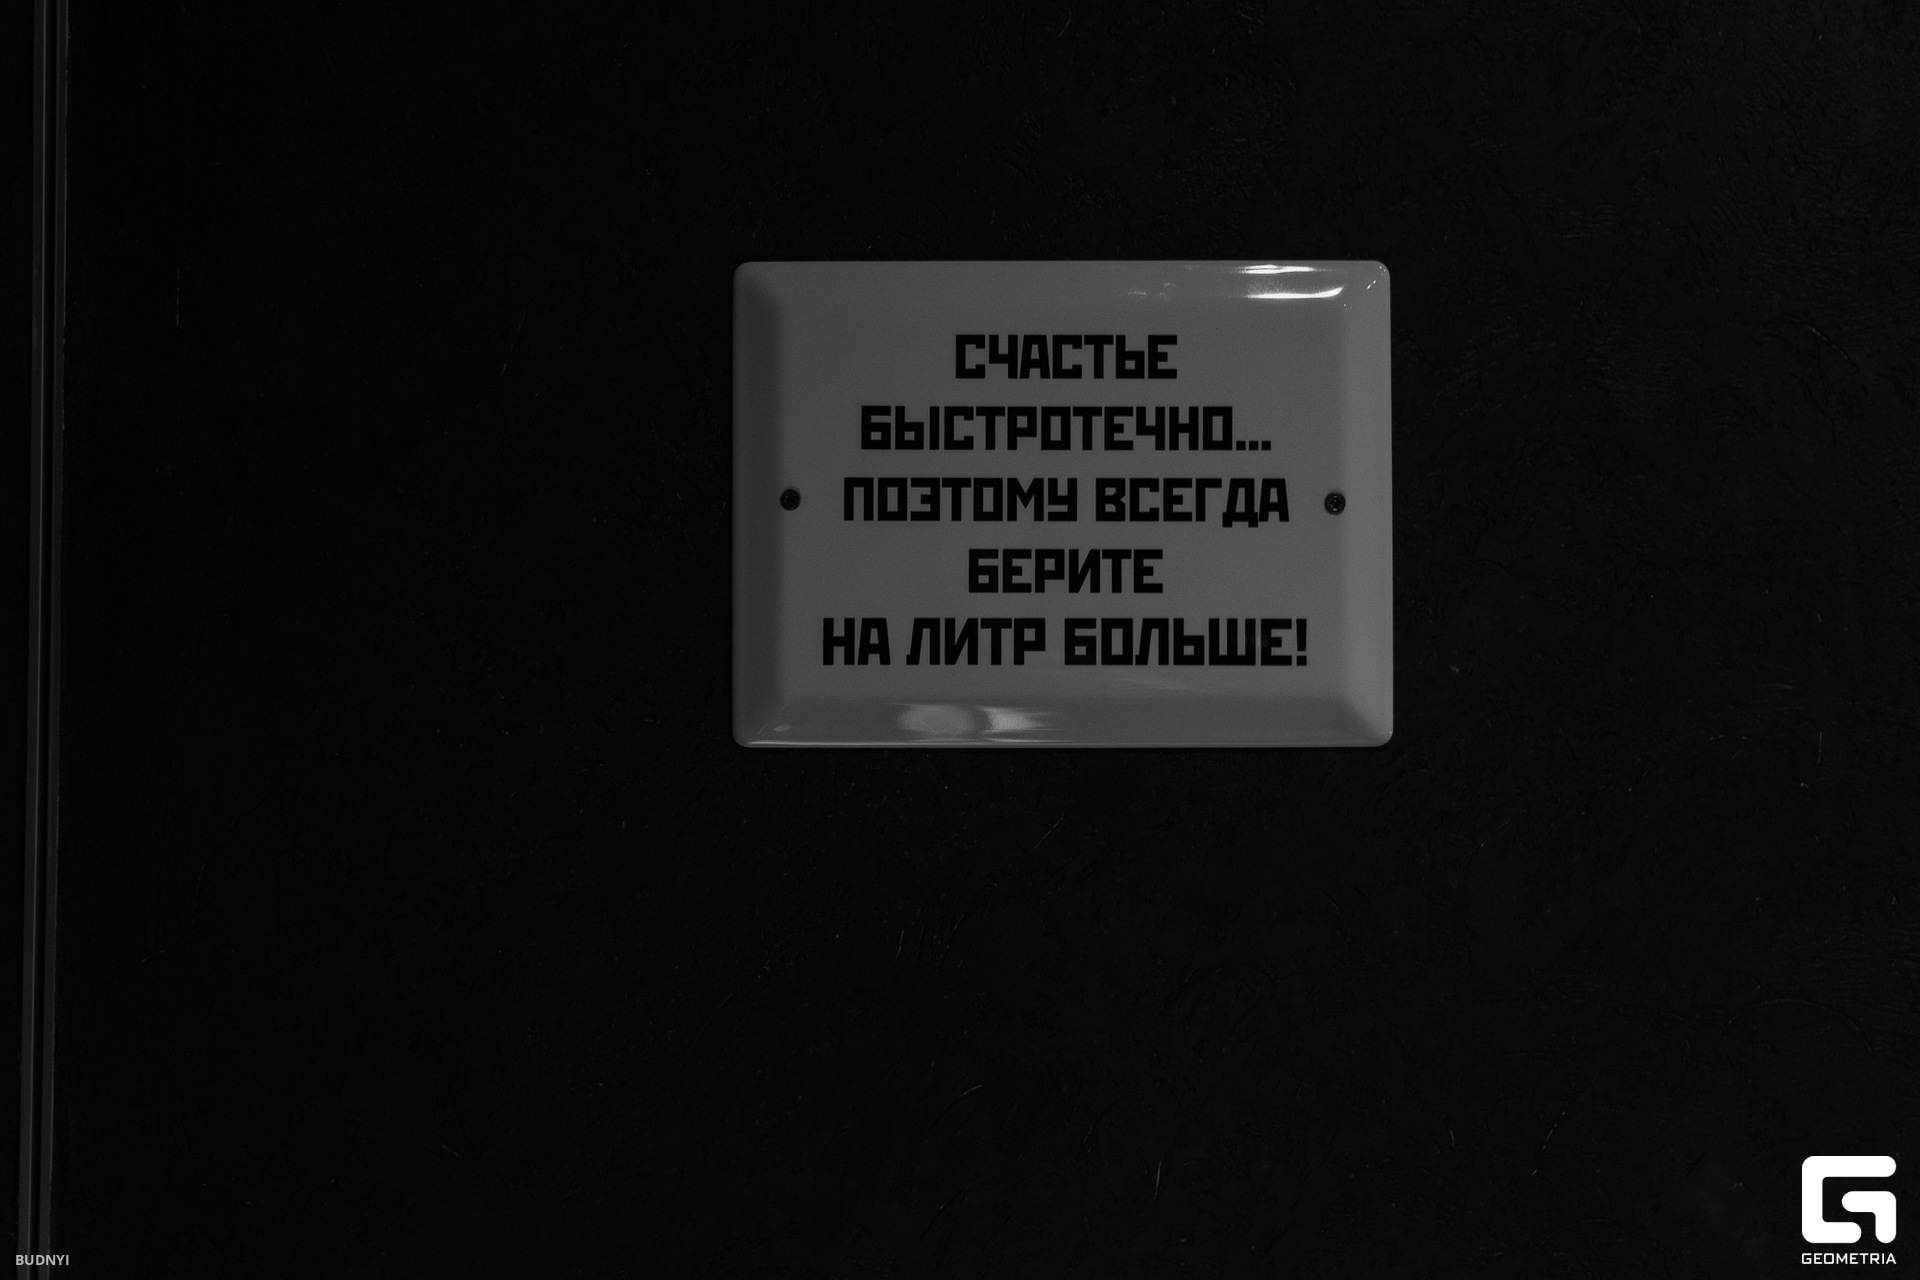 СЧАСТЬЕ
БЫСТРОТЕЧНО...
ПОЭТОМУ ВСЕГДА
БЕРИТЕ
НА ЛИТР БОЛЬШЕ!
BUDNYI
GEOMETRIA